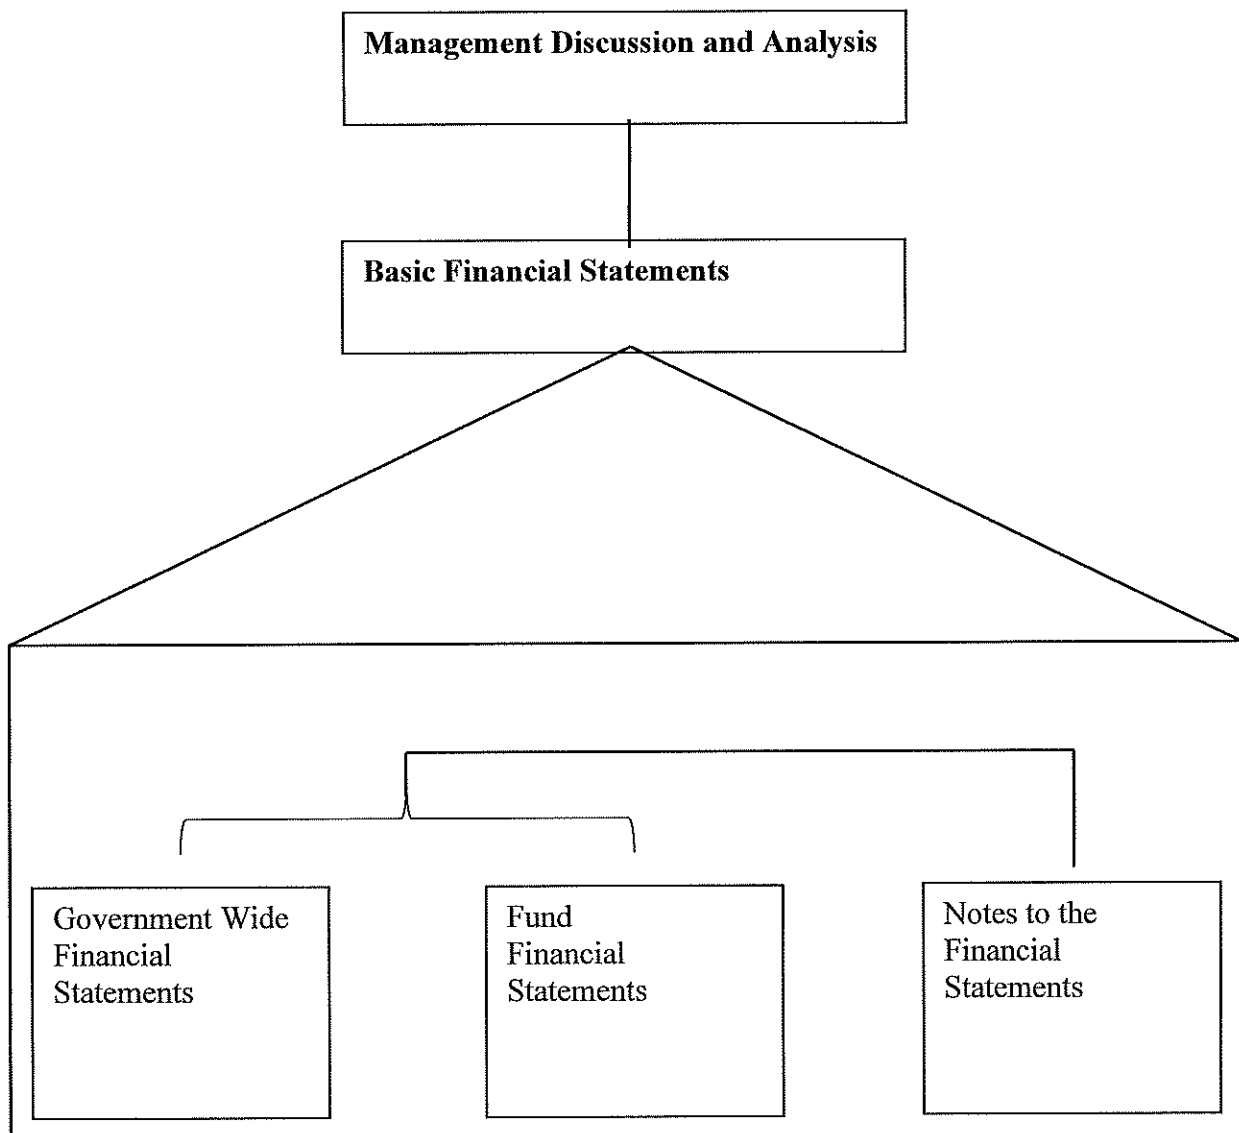 Management Discussion and Analysis
Basic Financial Statements
Government Wide
Financial
Statements
Fund
Financial
Statements
Notes to the
Financial
Statements